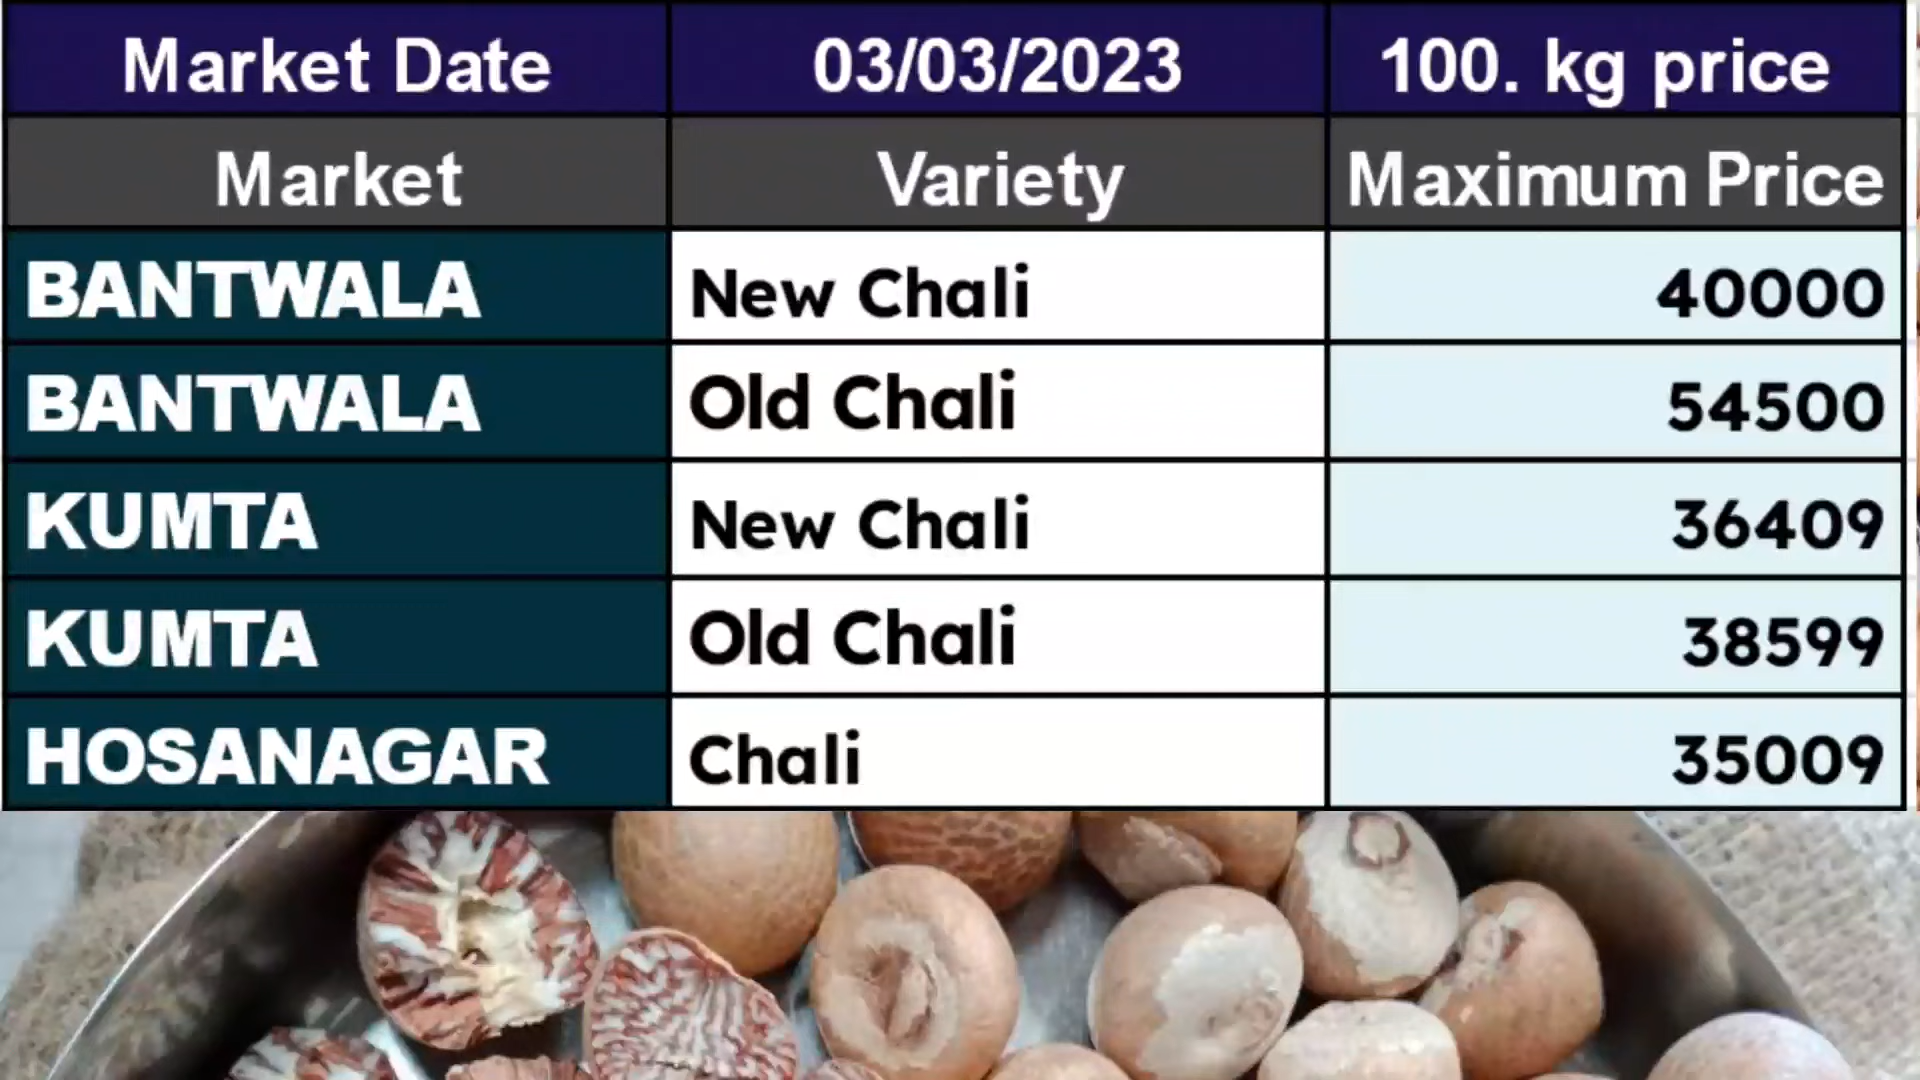 Market Date 03/03/2023 100. kg price
Market Variety Maximum Price
BANTWALA New Chali 40000
BANTWALA Old Chali 54500
KUMTA New Chali 36409
KUMTA Old Chali 38599
HOSANAGAR Chali 35009